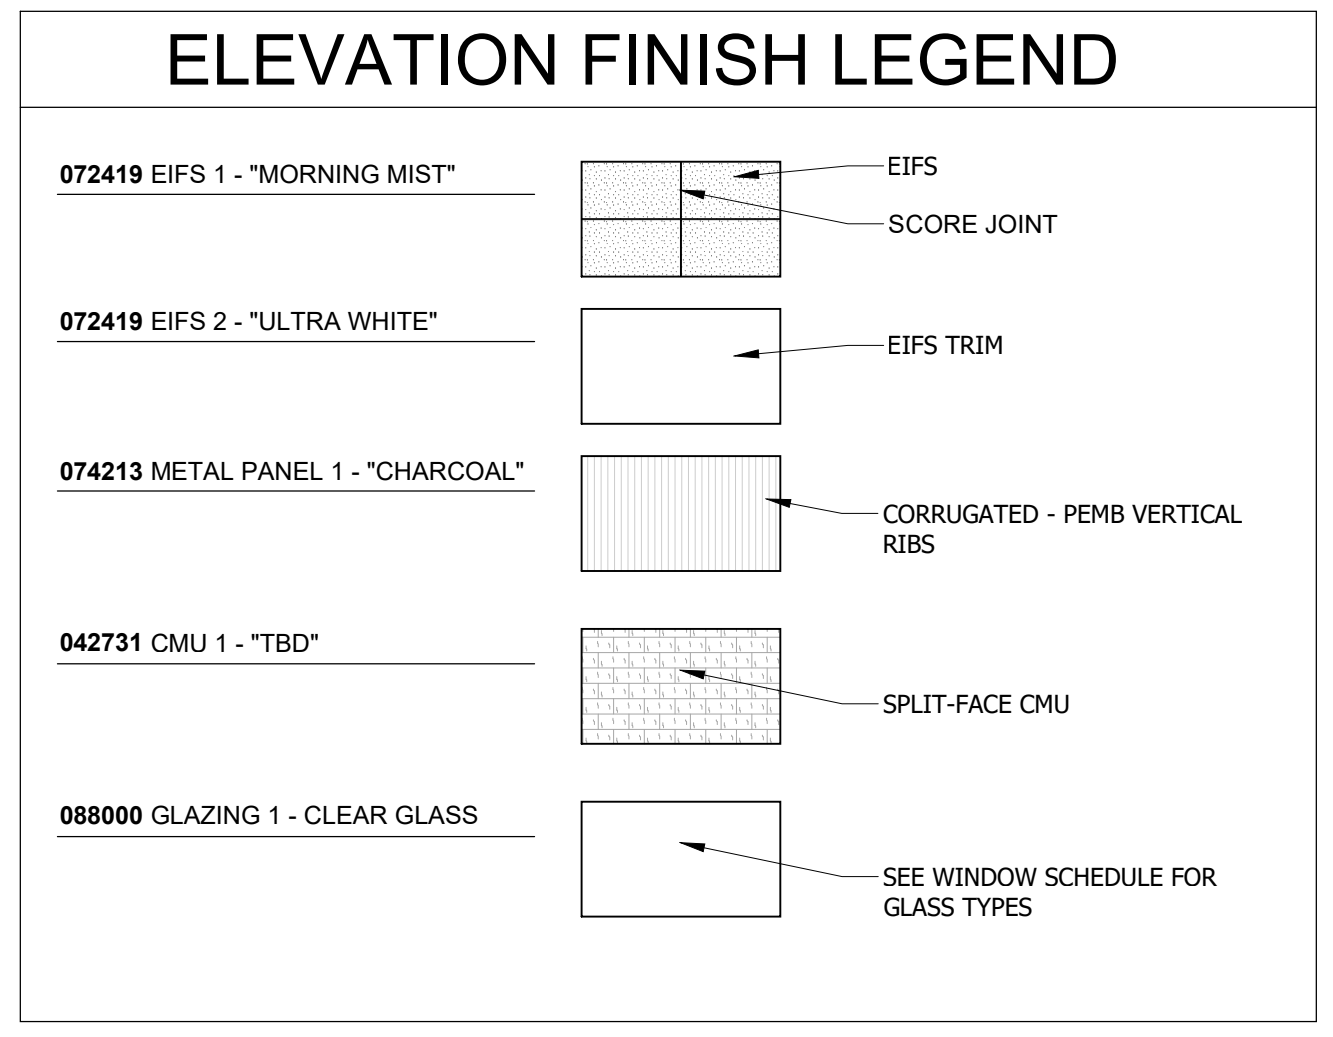 ELEVATION FINISH LEGEND
072419 EIFS 1 - "MORNING MIST"
EIFS
SCORE JOINT
072419 EIFS 2 - "ULTRA WHITE"
EIFS TRIM
074213 METAL PANEL 1 - "CHARCOAL"
CORRUGATED - PEMB VERTICAL
RIBS
042731 CMU 1 - "TBD"
SPLIT-FACE CMU
088000 GLAZING 1 - CLEAR GLASS
SEE WINDOW SCHEDULE FOR
GLASS TYPES